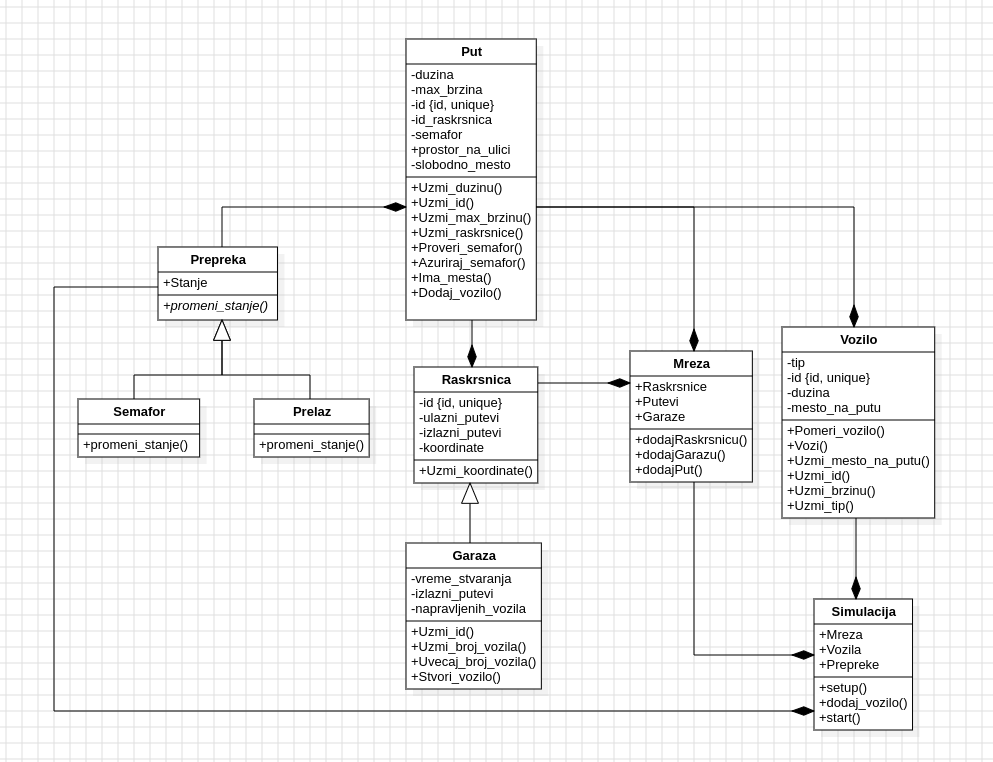 Put
-duzina
-max_brzina
-id {id, unique}
-id_raskrsnica
-semafor
+prostor_na_ulici
-slobodno_mesto
+Uzmi_duzinu()
+Uzmi_id()
+Uzmi_max_brzinu()
+Uzmi_raskrsnice()
+Proveri_semafor()
+Azuriraj_semafor()
+Ima_mesta()
+Dodaj_vozilo()
Prepreka
+Stanje
+promeni_stanje()
Semafor
+promeni_stanje()
Prelaz
+promeni_stanje()
Raskrsnica
-id {id, unique}
-ulazni_putevi
-izlazni_putevi
-koordinate
+Uzmi_koordinate()
Mreza
+Raskrsnice
+Putevi
+Garaze
+dodajRaskrsnicu()
+dodajGarazu()
+dodajPut()
Vozilo
-tip
-id {id, unique}
-duzina
-mesto_na_putu
+Pomeri_vozilo()
+Vozi()
+Uzmi_mesto_na_putu()
+Uzmi_id()
+Uzmi_brzinu()
+Uzmi_tip()
Garaza
-vreme_stvaranja
-izlazni_putevi
-napravljenih_vozila
+Uzmi_id()
+Uzmi_broj_vozila()
+Uvecaj_broj_vozila()
+Stvori_vozilo()
Simulacija
+Mreza
+Vozila
+Prepreke
+setup()
+dodaj_vozilo()
+start()